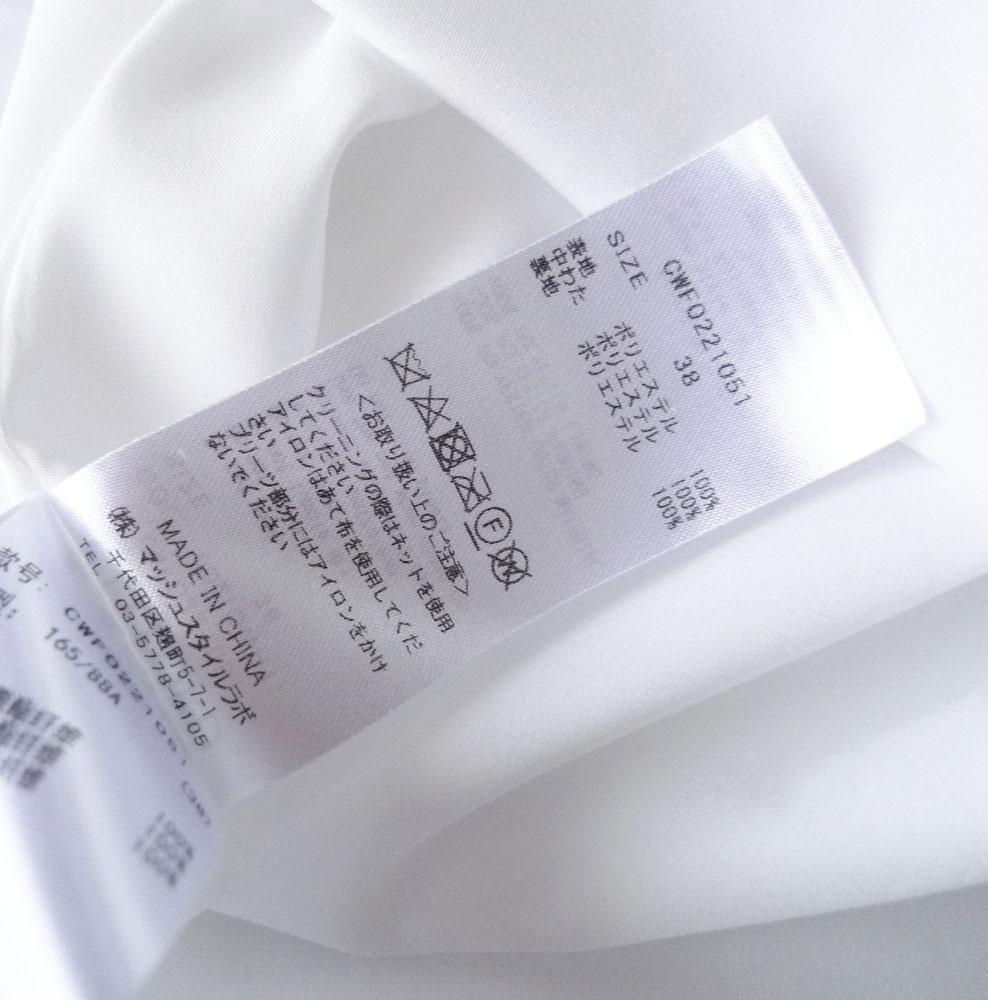 CWFO221051
SIZE 38
表地 ポリエステル 100%
中わた ポリエステル 100%
裏地 ポリエステル 100%
F
W
<お取り扱い上のご注意>
クリーニングの際はネットを使用
してください
アイロンはあて布を使用してくだ
さい
プリーツ部分にはアイロンをかけ
ないでください
MADE IN CHINA
(株)マッシュスタイルラボ
千代田区麹町5-7-1
TEL 03-5778-4105
款号: CWFO221051 (38)
165/88A
100%
100%
100%